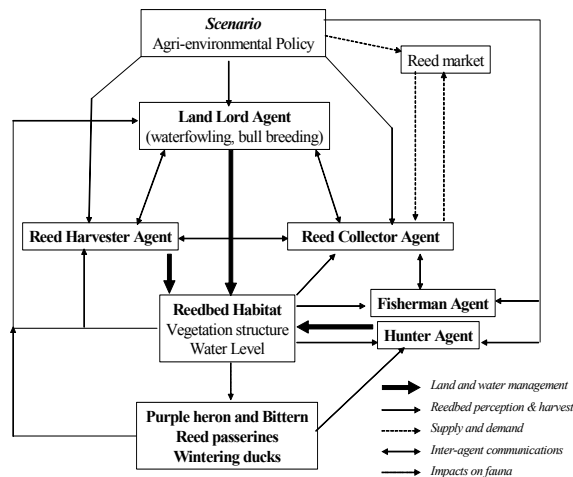 Scenario
Agri-environmental Policy
Reed market
Land Lord Agent
(waterfowling, bull breeding)
Reed Harvester Agent
Reed Collector Agent
Reedbed Habitat
Vegetation structure
Water Level
Fisherman Agent
Hunter Agent
Purple heron and Bittern
Reed passerines
Wintering ducks
Land and water management
Reedbed perception & harvest
Supply and demand
Inter-agent communications
Impacts on fauna